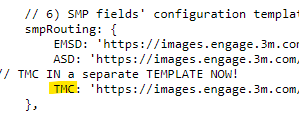 // 6) SMP fields' configuration templat
smpRouting: {
EMSD: 'https://images.engage.3m.com
ASD: 'https://images.engage.3m.com/
// TMC IN a separate TEMPLATE NOW!
TMC: 'https://images.engage.3m.com/
},